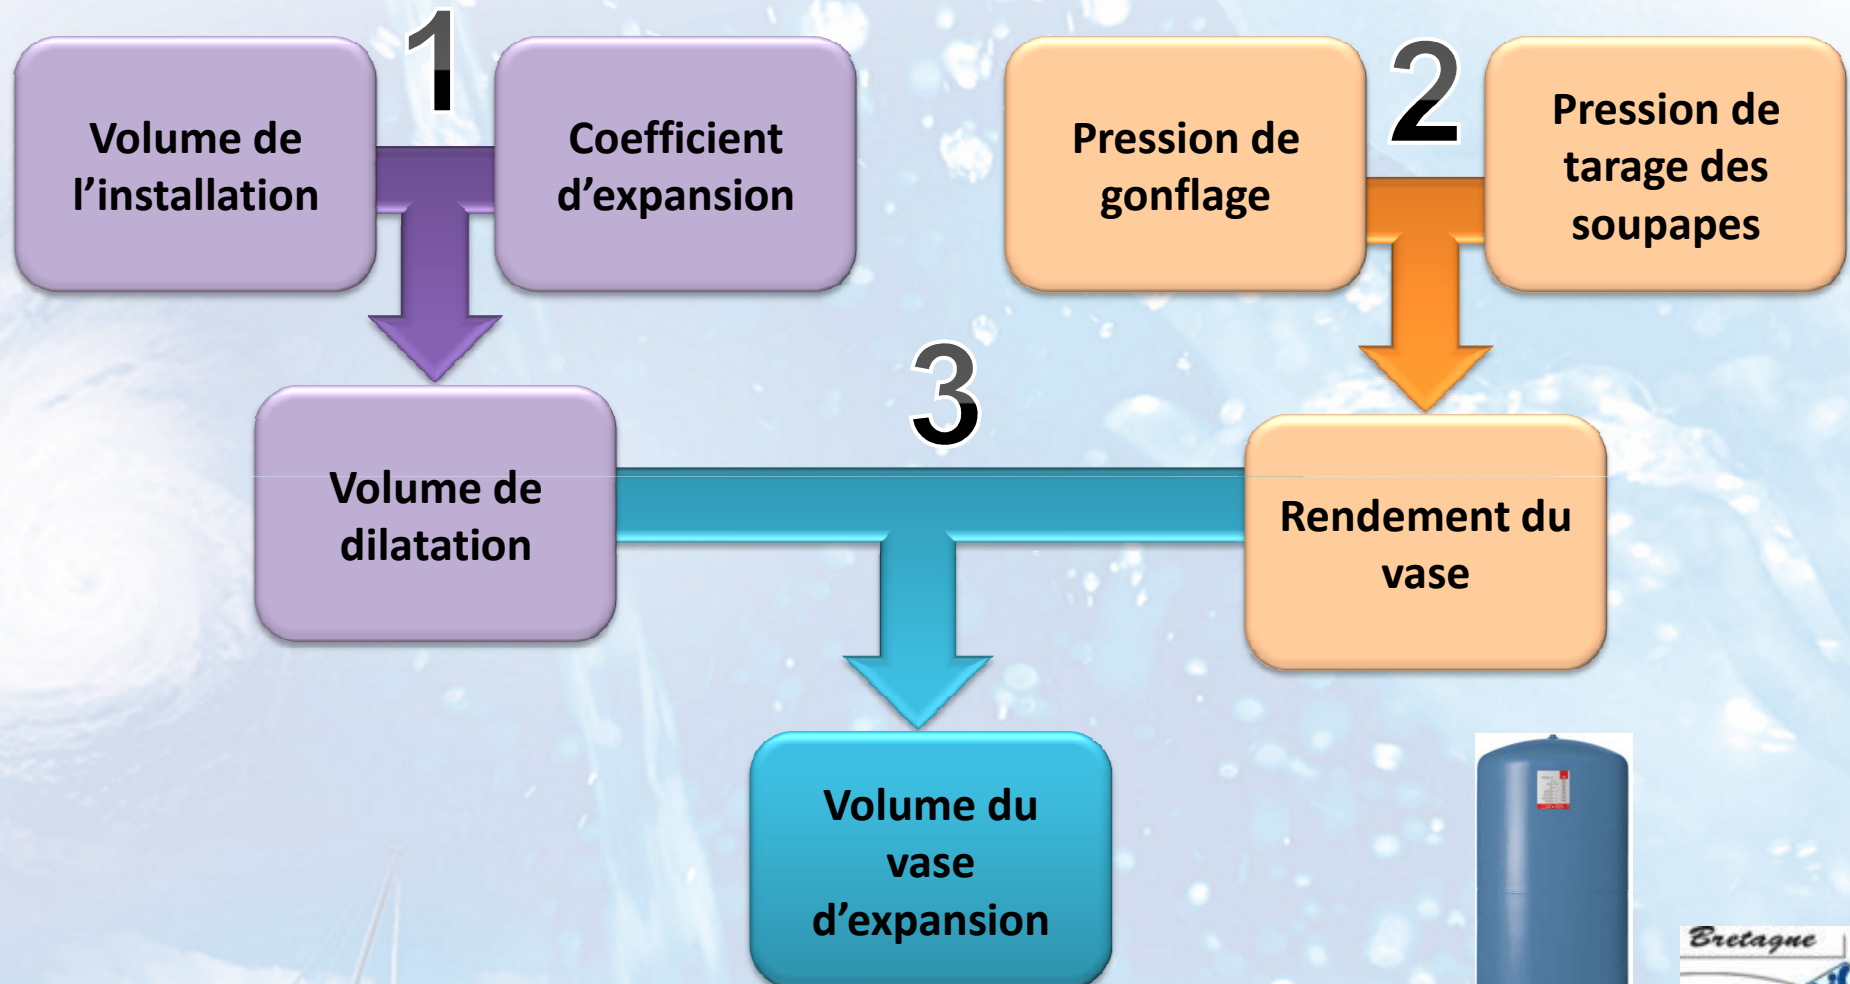 1
Volume de
l’installation
Coefficient
d’expansion
2
Pression de
gonflage
Pression de
tarage des
soupapes
3
Volume de
dilatation
Rendement du
vase
Volume du
vase
d’expansion
Bretagne